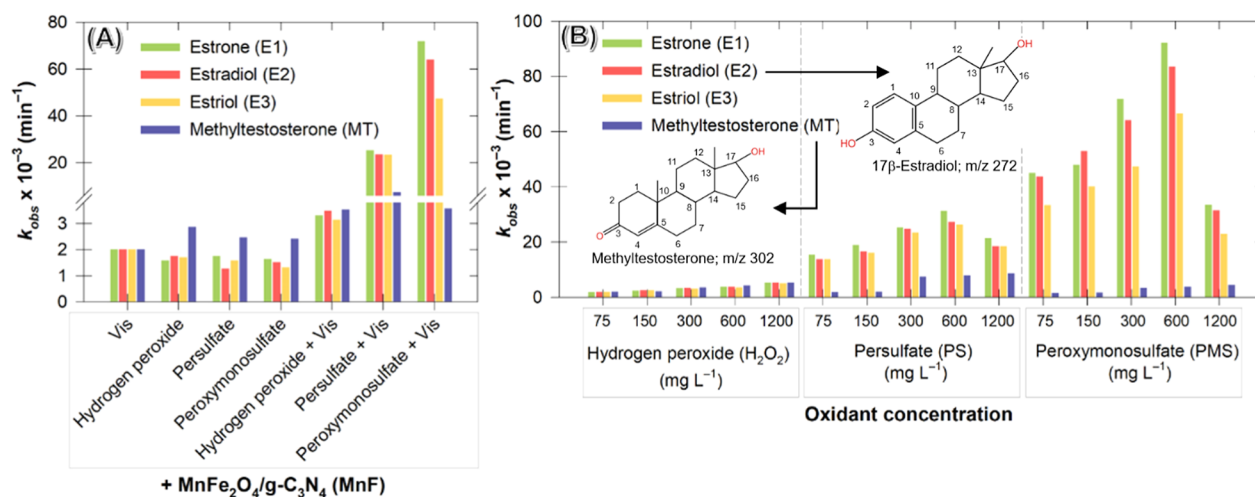 (A)
k_obs x 10⁻³ (min⁻¹)
80
60
40
20
3
2
1
0
Estrone (E1)
Estradiol (E2)
Estriol (E3)
Methyltestosterone (MT)
Vis
Hydrogen peroxide
Persulfate
Peroxymonosulfate
Hydrogen peroxide + Vis
Persulfate + Vis
Peroxymonosulfate + Vis
+ MnFe₂O₄/g-C₃N₄ (MnF)
(B)
k_obs x 10⁻³ (min⁻¹)
100
80
60
40
20
0
Estrone (E1)
Estradiol (E2)
Estriol (E3)
Methyltestosterone (MT)
HO
OH
1
2
3
4
5
6
7
8
9
10
11
12
13
14
15
16
17
17β-Estradiol; m/z 272
O
OH
1
2
3
4
5
6
7
8
9
10
11
12
13
14
15
16
17
Methyltestosterone; m/z 302
75 150 300 600 1200 75 150 300 600 1200 75 150 300 600 1200
Hydrogen peroxide (H₂O₂)
(mg L⁻¹)
Persulfate (PS)
(mg L⁻¹)
Peroxymonosulfate (PMS)
(mg L⁻¹)
Oxidant concentration